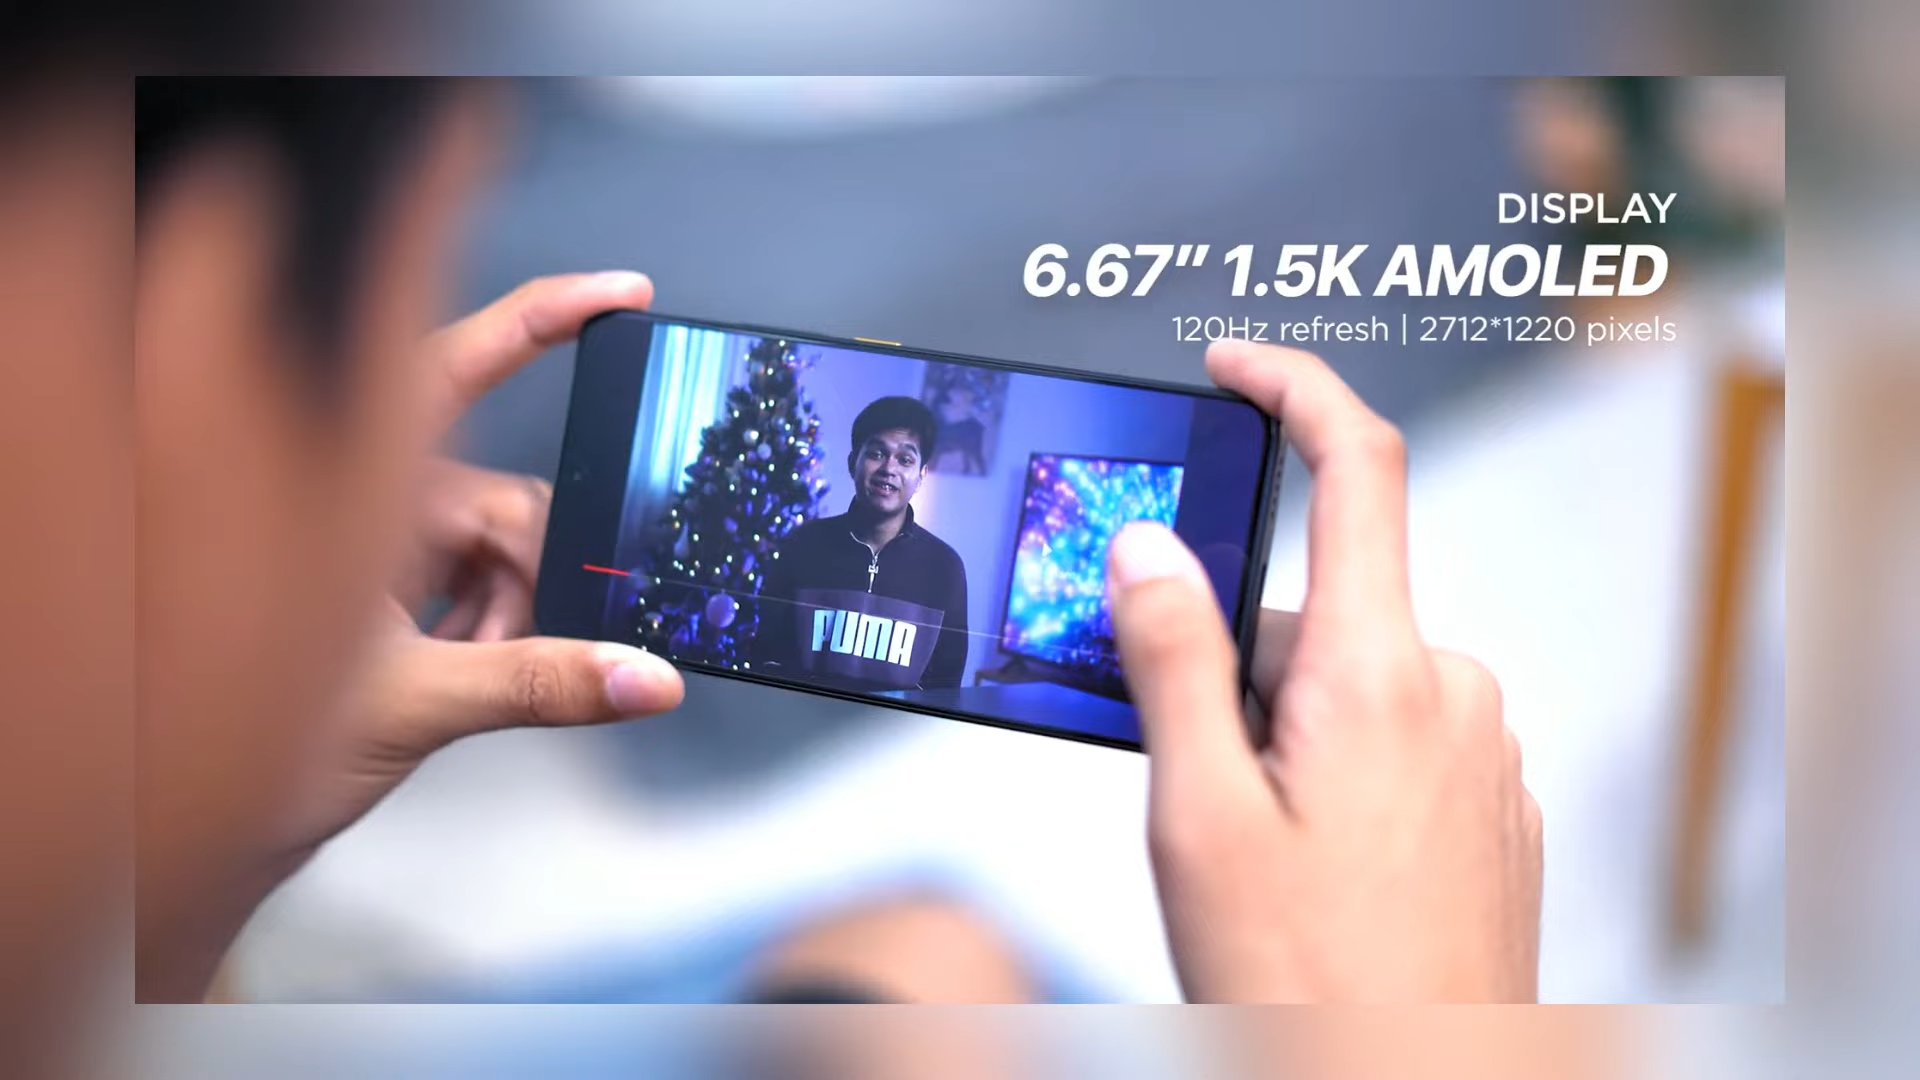 DISPLAY
6.67" 1.5K AMOLED
120Hz refresh | 2712*1220 pixels
PUMA